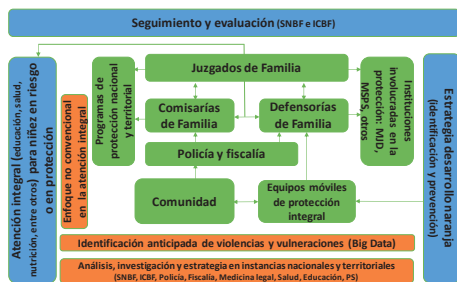 Seguimiento y evaluación (SNBF e ICBF)
Atención integral (educación, salud,
nutrición, entre otros) para niñez en riesgo
o en protección
Enfoque no convencional
en la atención integral
Programas de
protección nacional
y territorial
Juzgados de Familia
Comisarías
de Familia
Defensorías
de Familia
Policía y fiscalía
Comunidad
Equipos móviles
de protección
integral
Instituciones
involucradas en la
protección: MJD,
MSPS, otros
Estrategia desarrollo naranja
(identificación y prevención)
Identificación anticipada de violencias y vulneraciones (Big Data)
Análisis, investigación y estrategia en instancias nacionales y territoriales
(SNBF, ICBF, Policía, Fiscalía, Medicina legal, Salud, Educación, PS)